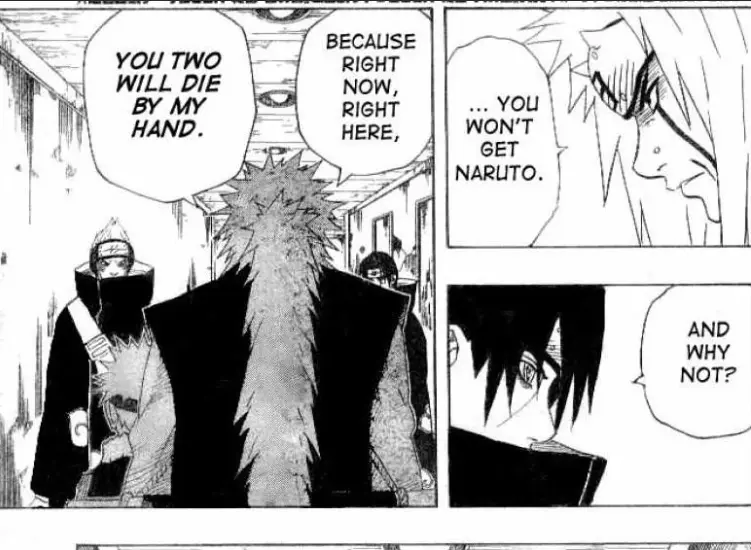 ... YOU
WON'T
GET
NARUTO.
AND
WHY
NOT?
BECAUSE
RIGHT
NOW,
RIGHT
HERE,
YOU TWO
WILL DIE
BY MY
HAND.